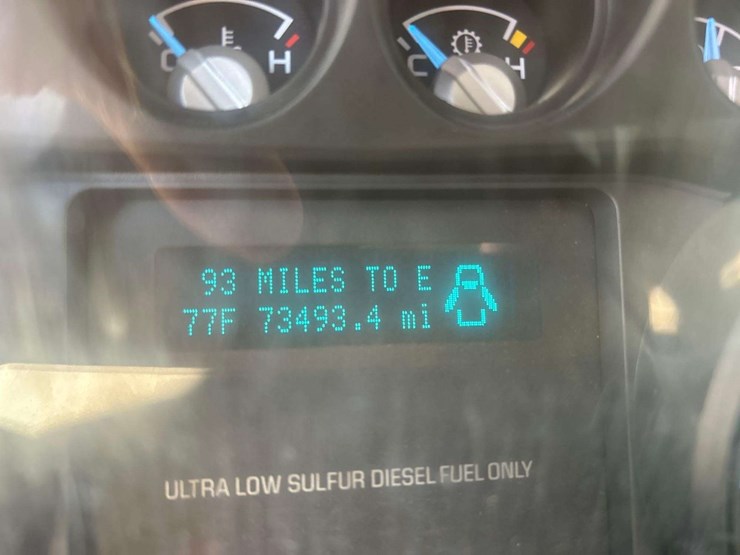 C H
C H
93 MILES TO E
77F 73493.4 mi
ULTRA LOW SULFUR DIESEL FUEL ONLY